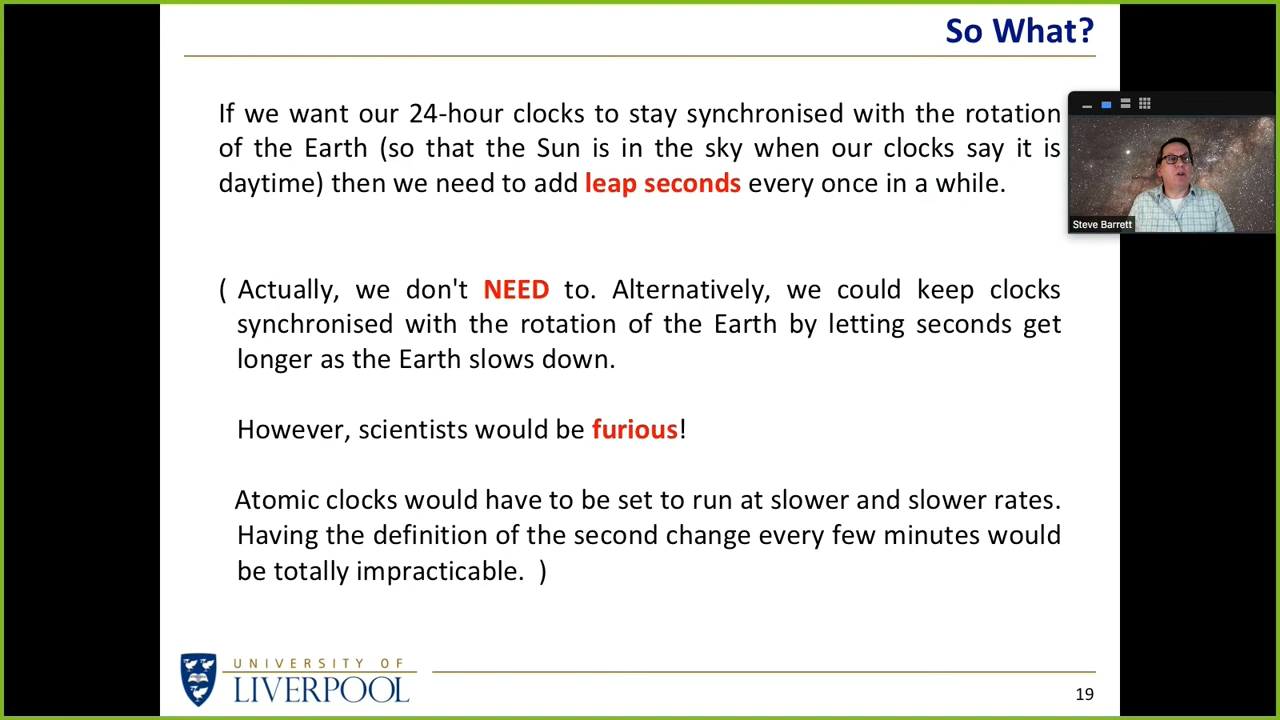 So What?
If we want our 24-hour clocks to stay synchronised with the rotation
of the Earth (so that the Sun is in the sky when our clocks say it is
daytime) then we need to add leap seconds every once in a while.
Steve Barrett
( Actually, we don't NEED to. Alternatively, we could keep clocks
synchronised with the rotation of the Earth by letting seconds get
longer as the Earth slows down.
However, scientists would be furious!
Atomic clocks would have to be set to run at slower and slower rates.
Having the definition of the second change every few minutes would
be totally impracticable. )
UNIVERSITY OF
LIVERPOOL
19